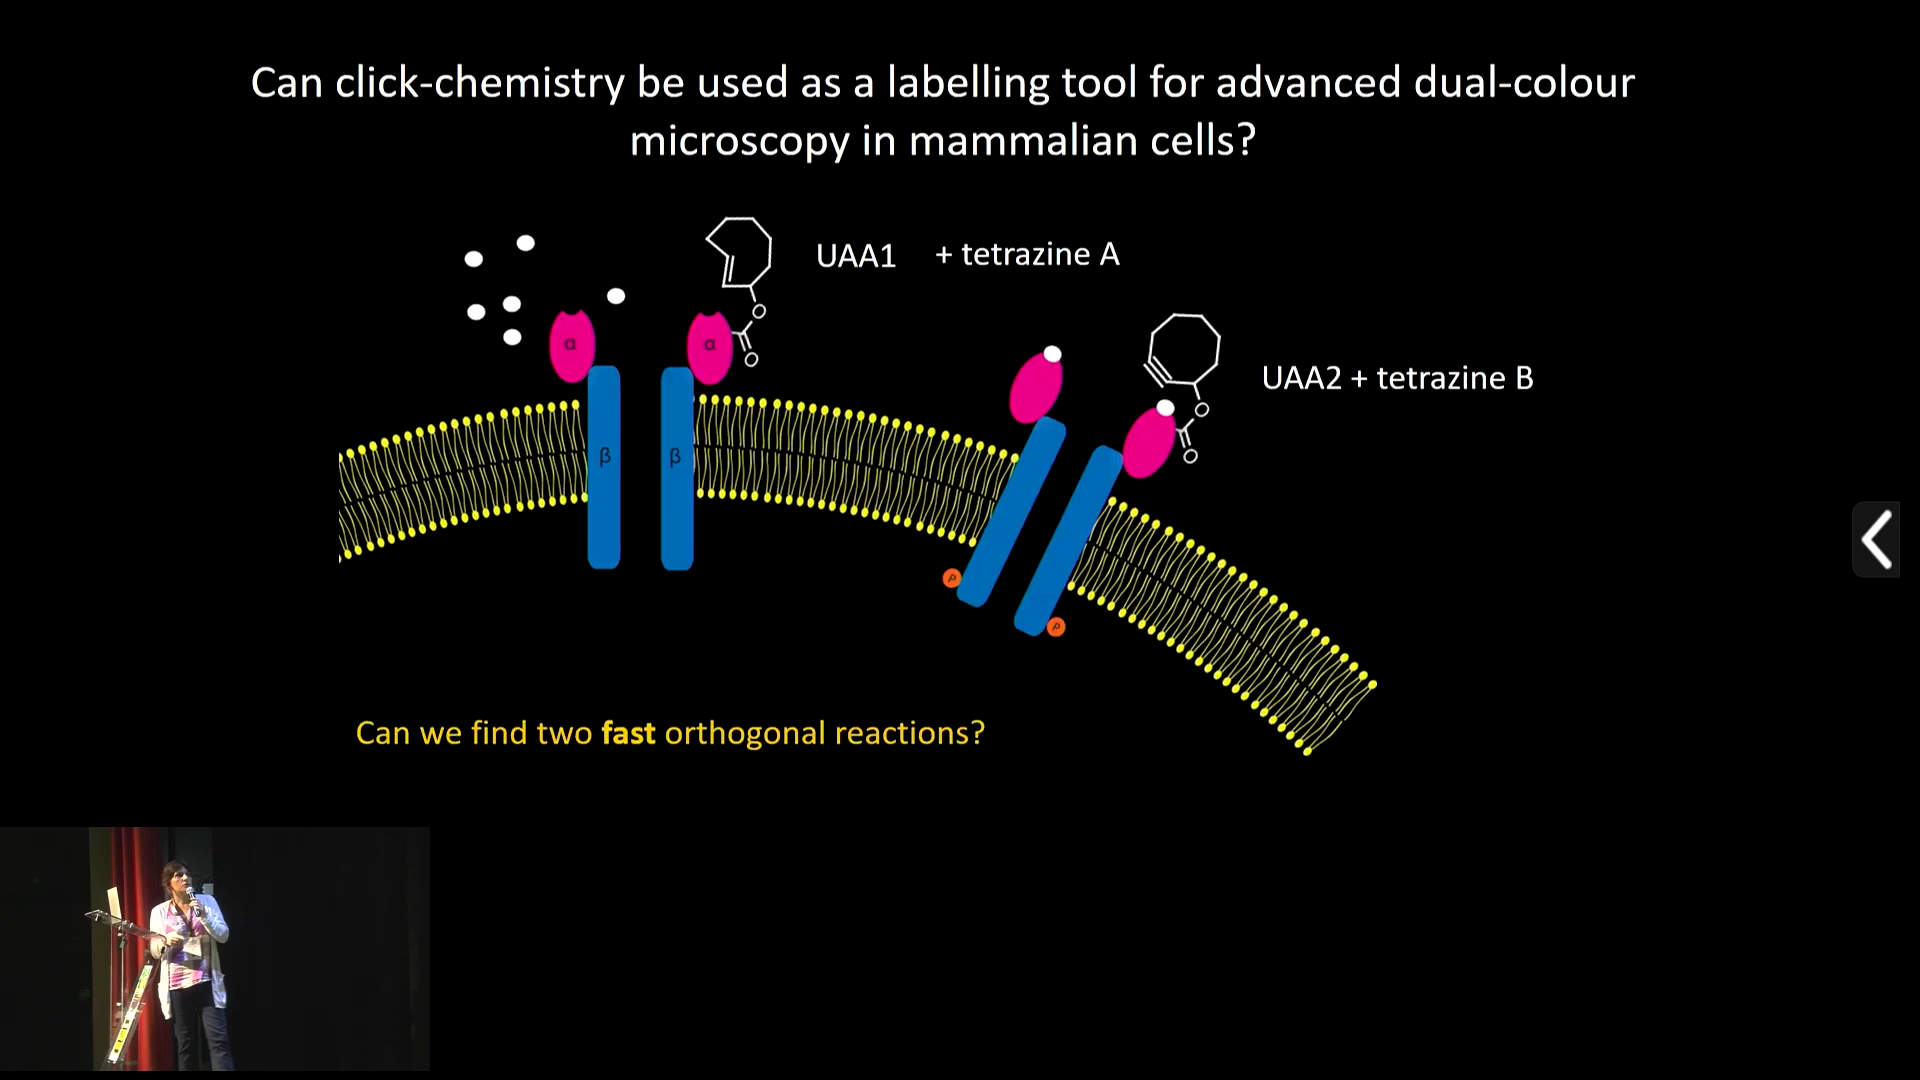 Can click-chemistry be used as a labelling tool for advanced dual-colour
microscopy in mammalian cells?
UAA1 + tetrazine A
O
α α O
UAA2 + tetrazine B
O
β β O
P
P
Can we find two fast orthogonal reactions?